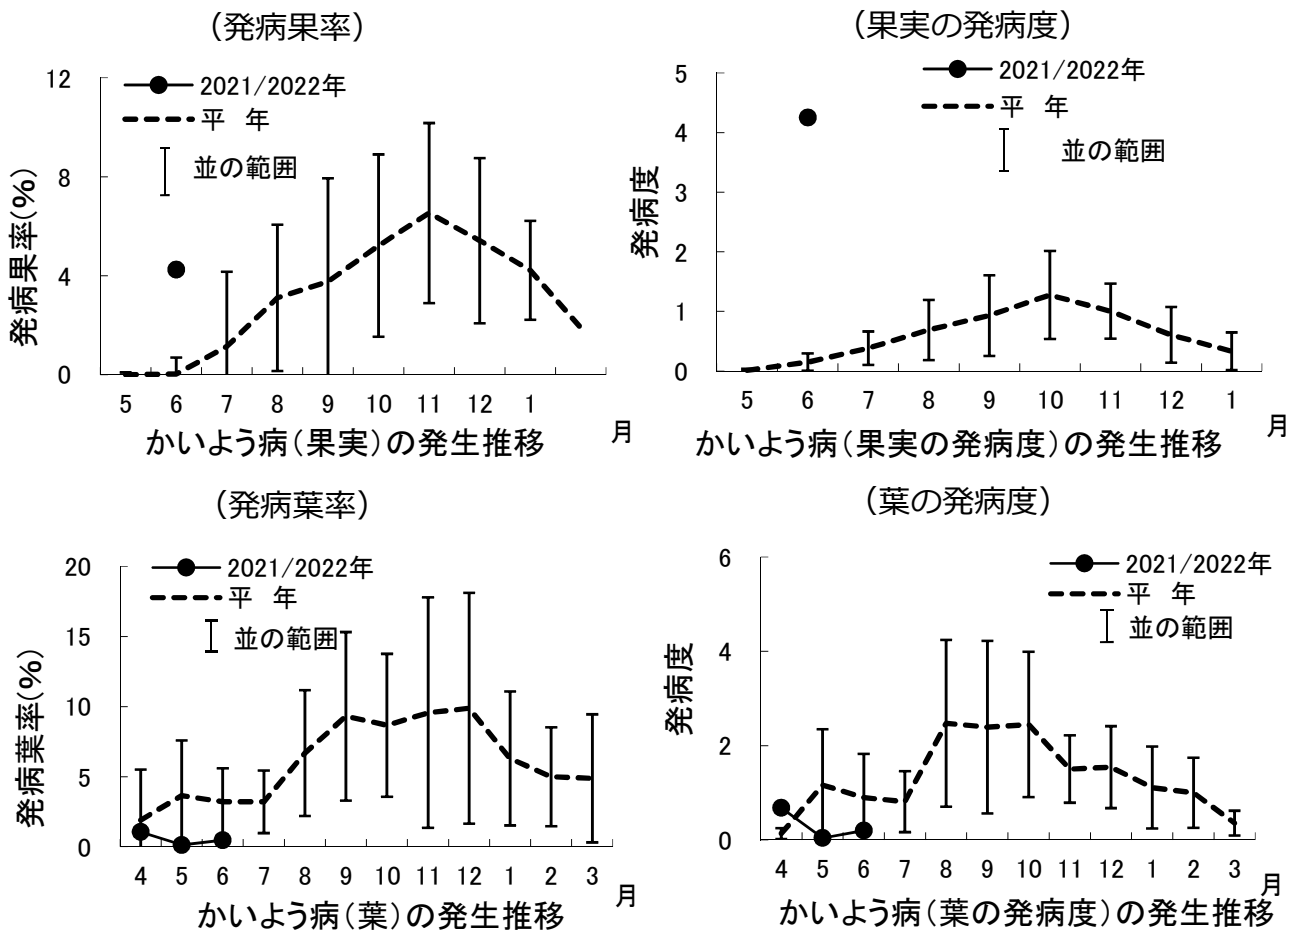 （発病果率）
12
8
4
0
発病果率(%)
2021/2022年
平　年
並の範囲
5 6 7 8 9 10 11 12 1
月
かいよう病（果実）の発生推移
（果実の発病度）
5
4
3
2
1
0
発病度
2021/2022年
平　年
並の範囲
5 6 7 8 9 10 11 12 1
月
かいよう病（果実の発病度）の発生推移
（発病葉率）
20
15
10
5
0
発病葉率(%)
2021/2022年
平　年
並の範囲
4 5 6 7 8 9 10 11 12 1 2 3
月
かいよう病（葉）の発生推移
（葉の発病度）
6
4
2
0
発病度
2021/2022年
平　年
並の範囲
4 5 6 7 8 9 10 11 12 1 2 3
月
かいよう病（葉の発病度）の発生推移